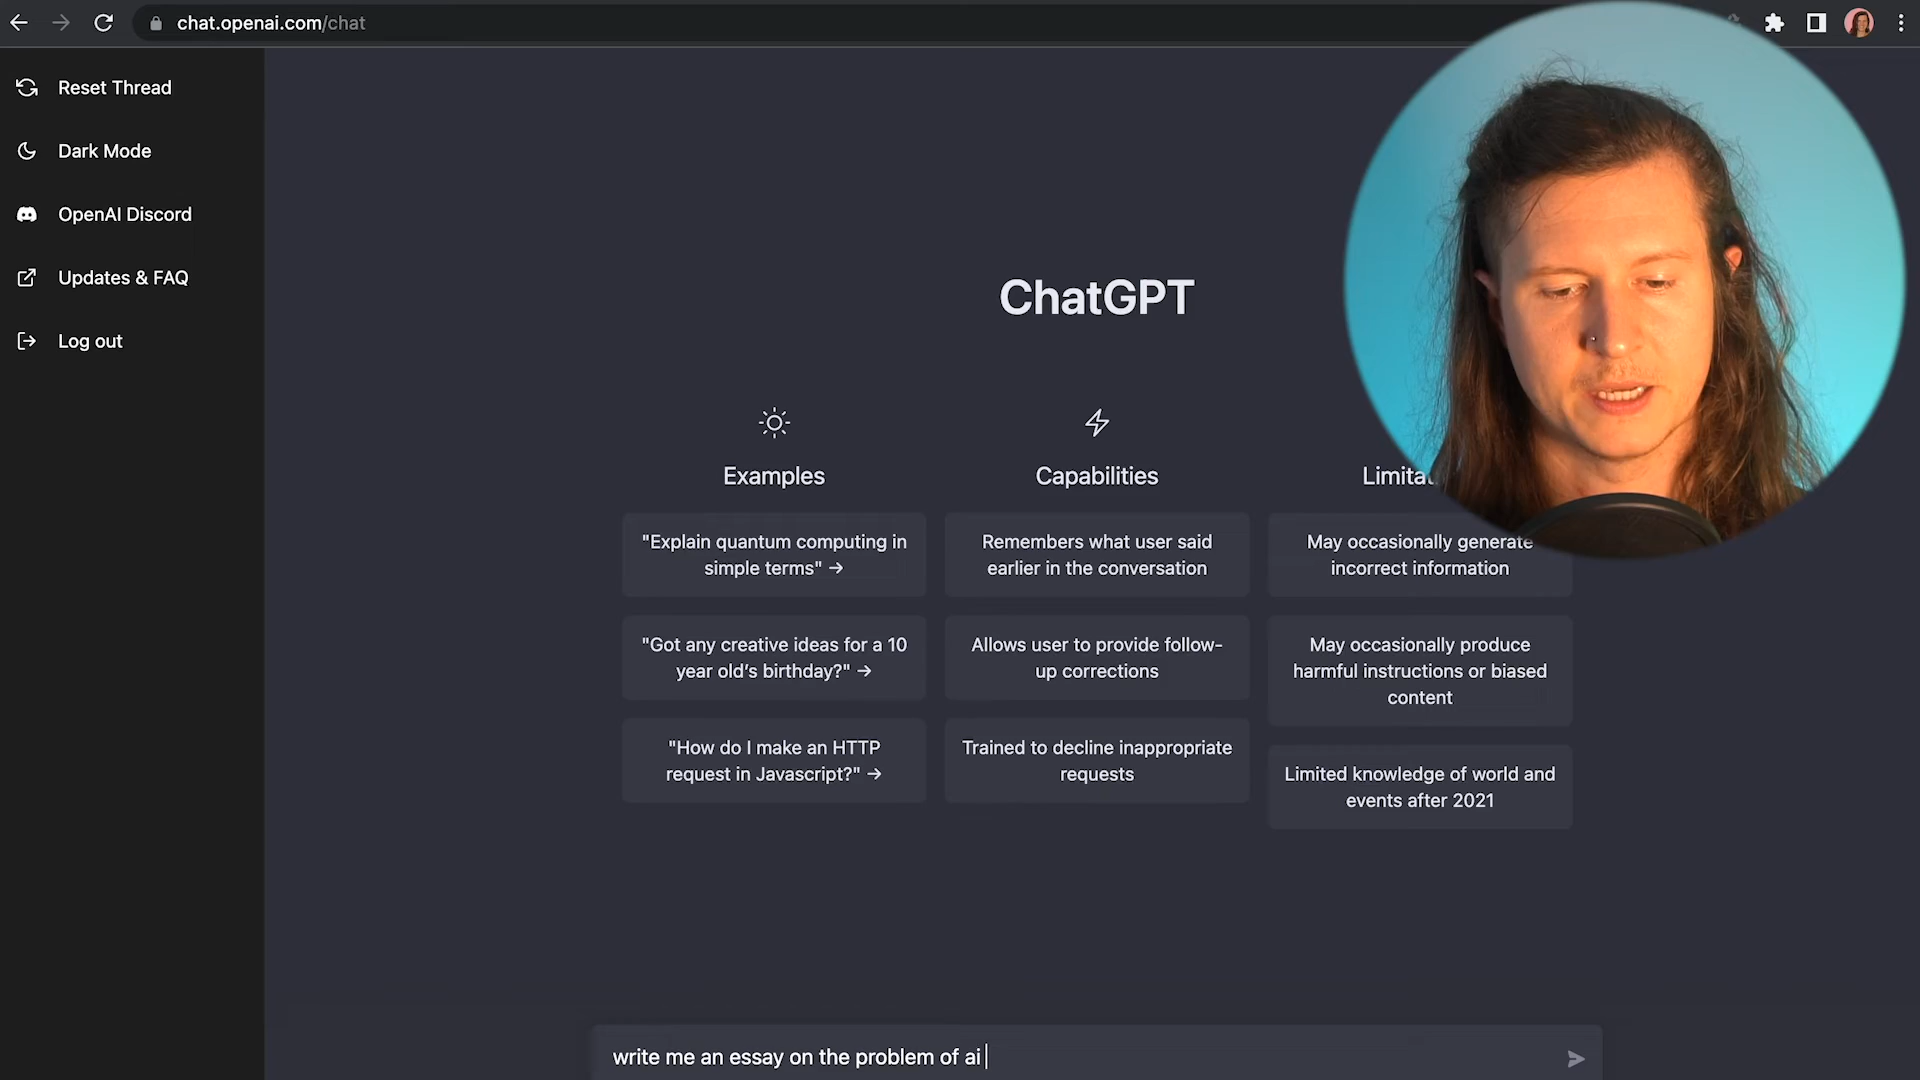 chat.openai.com/chat
Reset Thread
Dark Mode
OpenAI Discord
Updates & FAQ
Log out
ChatGPT
Examples
"Explain quantum computing in
simple terms" →
"Got any creative ideas for a 10
year old's birthday?" →
"How do I make an HTTP
request in Javascript?" →
Capabilities
Remembers what user said
earlier in the conversation
Allows user to provide follow-
up corrections
Trained to decline inappropriate
requests
May occasionally generate
incorrect information
May occasionally produce
harmful instructions or biased
content
Limited knowledge of world and
events after 2021
write me an essay on the problem of ai